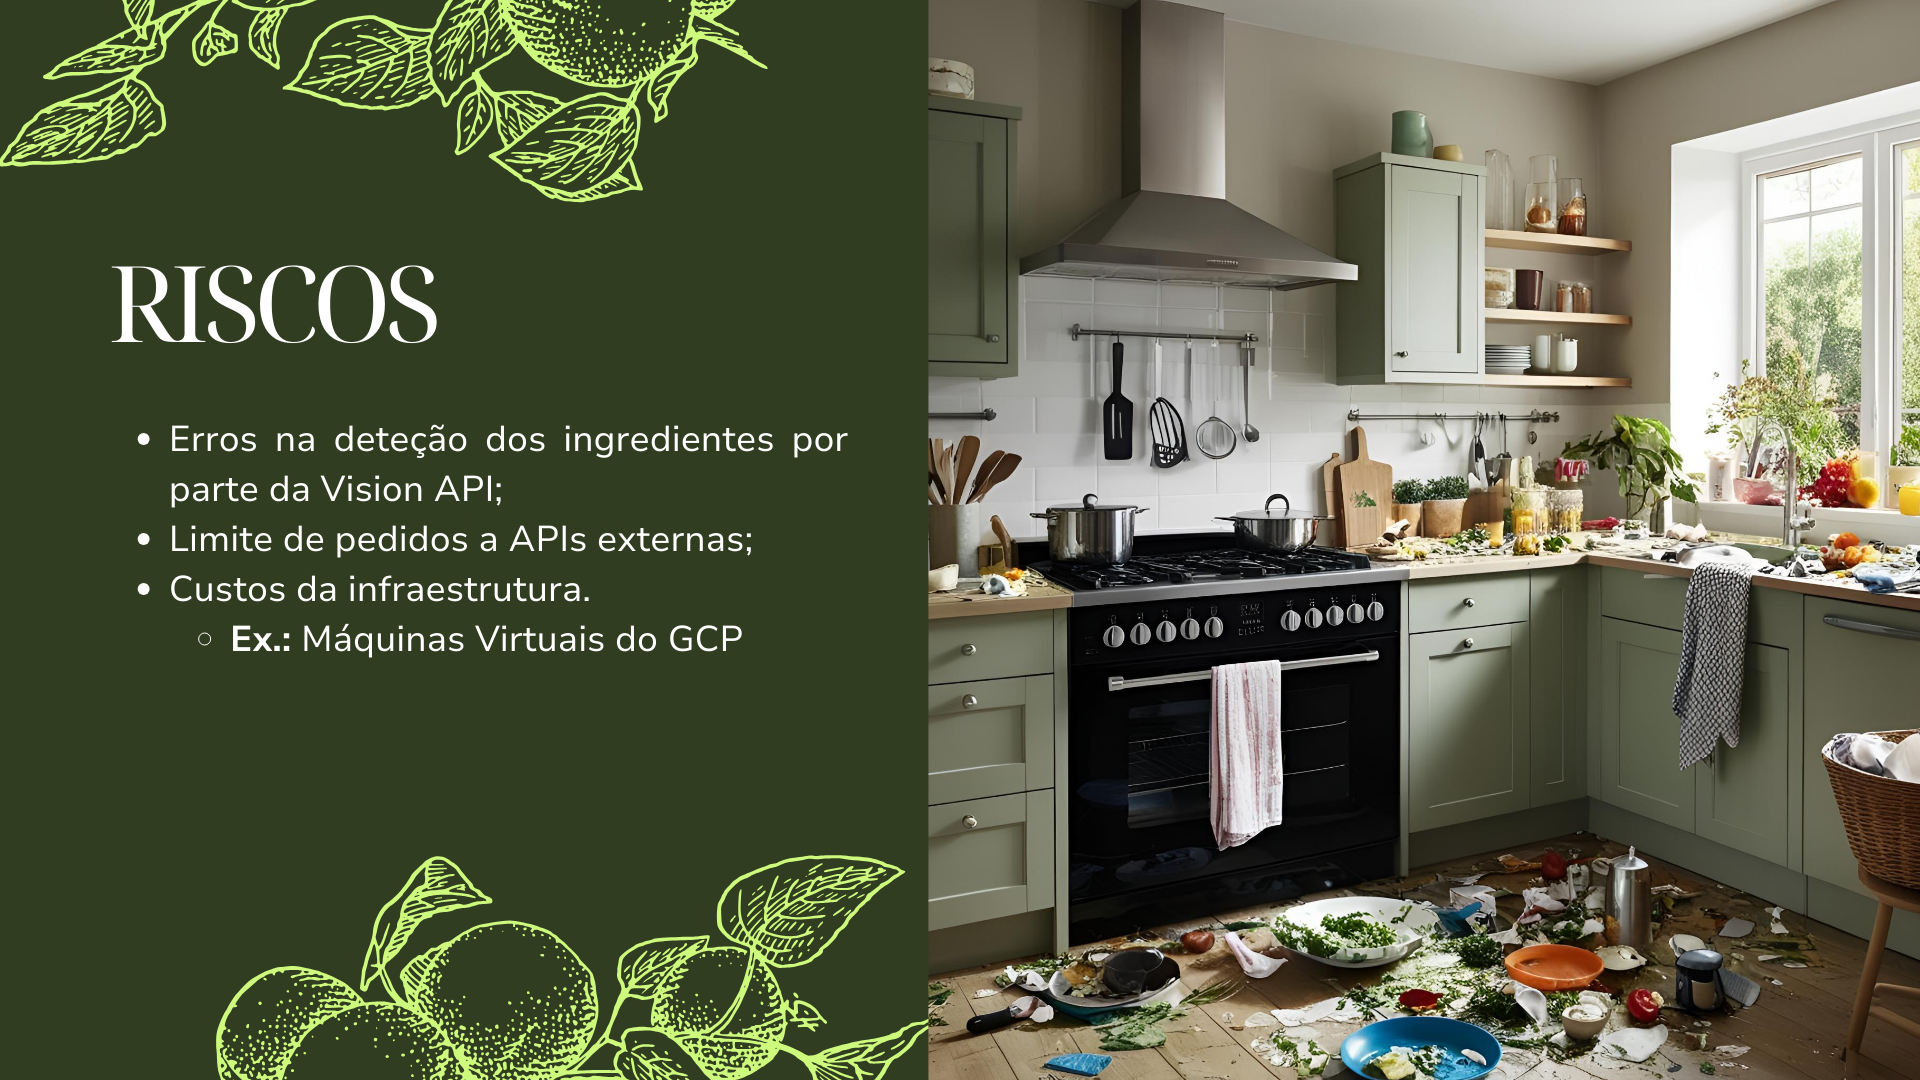 RISCOS
Erros na deteção dos ingredientes por
parte da Vision API;
Limite de pedidos a APIs externas;
Custos da infraestrutura.
Ex.: Máquinas Virtuais do GCP